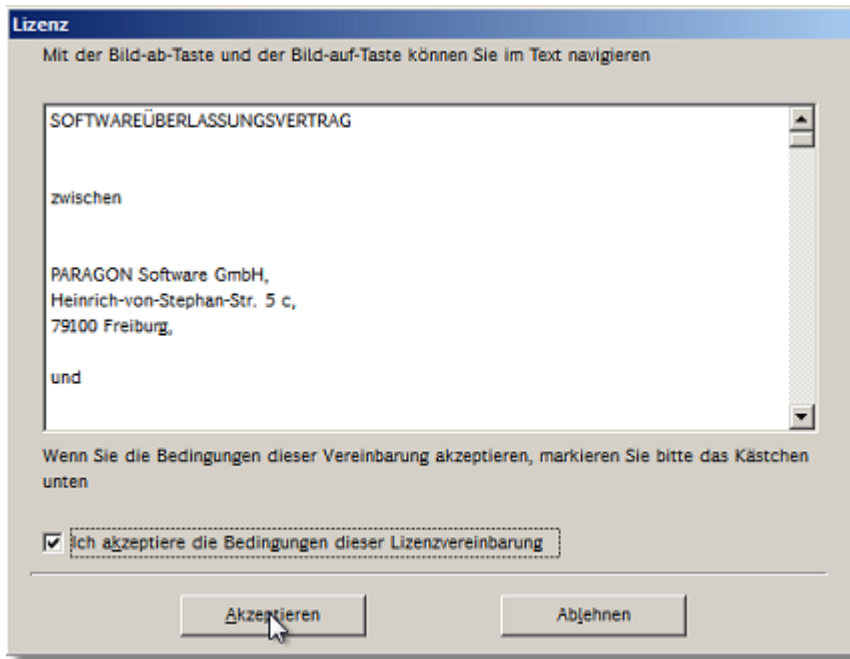 Lizenz
Mit der Bild-ab-Taste und der Bild-auf-Taste können Sie im Text navigieren
SOFTWAREÜBERLASSUNGSVERTRAG
zwischen
PARAGON Software GmbH,
Heinrich-von-Stephan-Str. 5 c,
79100 Freiburg,
und
Wenn Sie die Bedingungen dieser Vereinbarung akzeptieren, markieren Sie bitte das Kästchen
unten
Ich akzeptiere die Bedingungen dieser Lizenzvereinbarung
Akzeptieren
Ablehnen